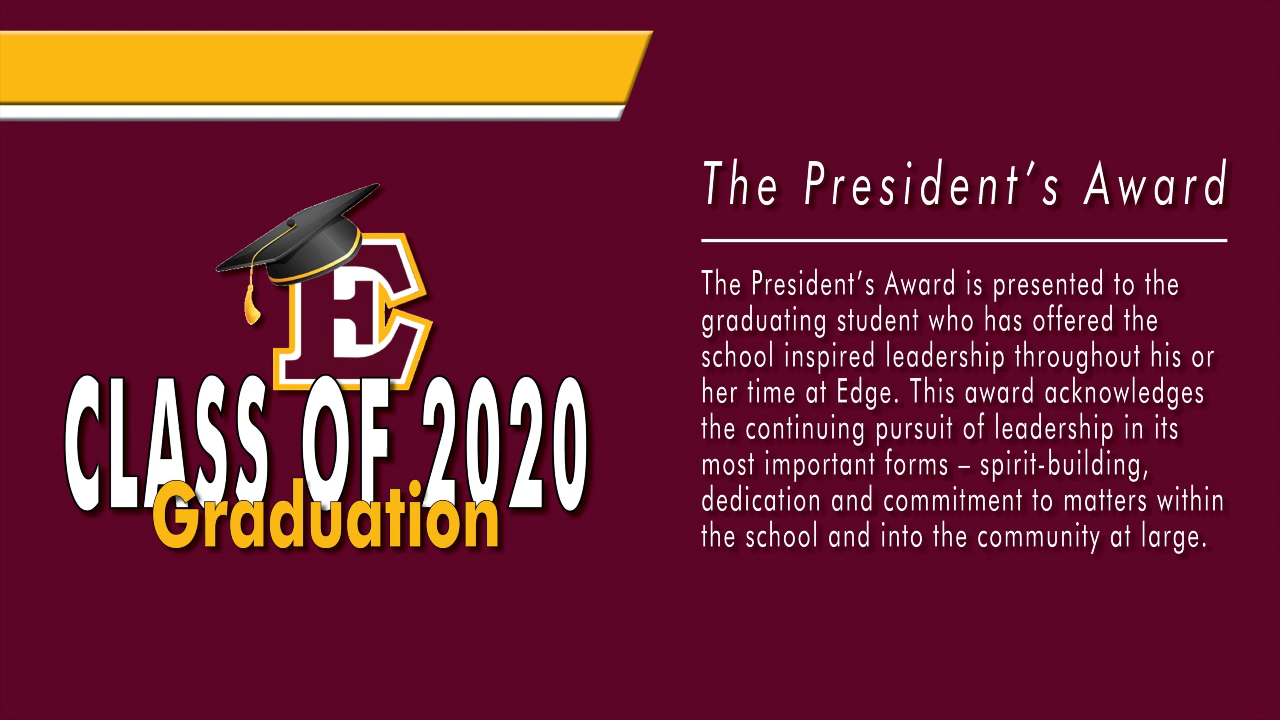 E
CLASS OF 2020
Graduation
The President’s Award
The President’s Award is presented to the
graduating student who has offered the
school inspired leadership throughout his or
her time at Edge. This award acknowledges
the continuing pursuit of leadership in its
most important forms – spirit-building,
dedication and commitment to matters within
the school and into the community at large.